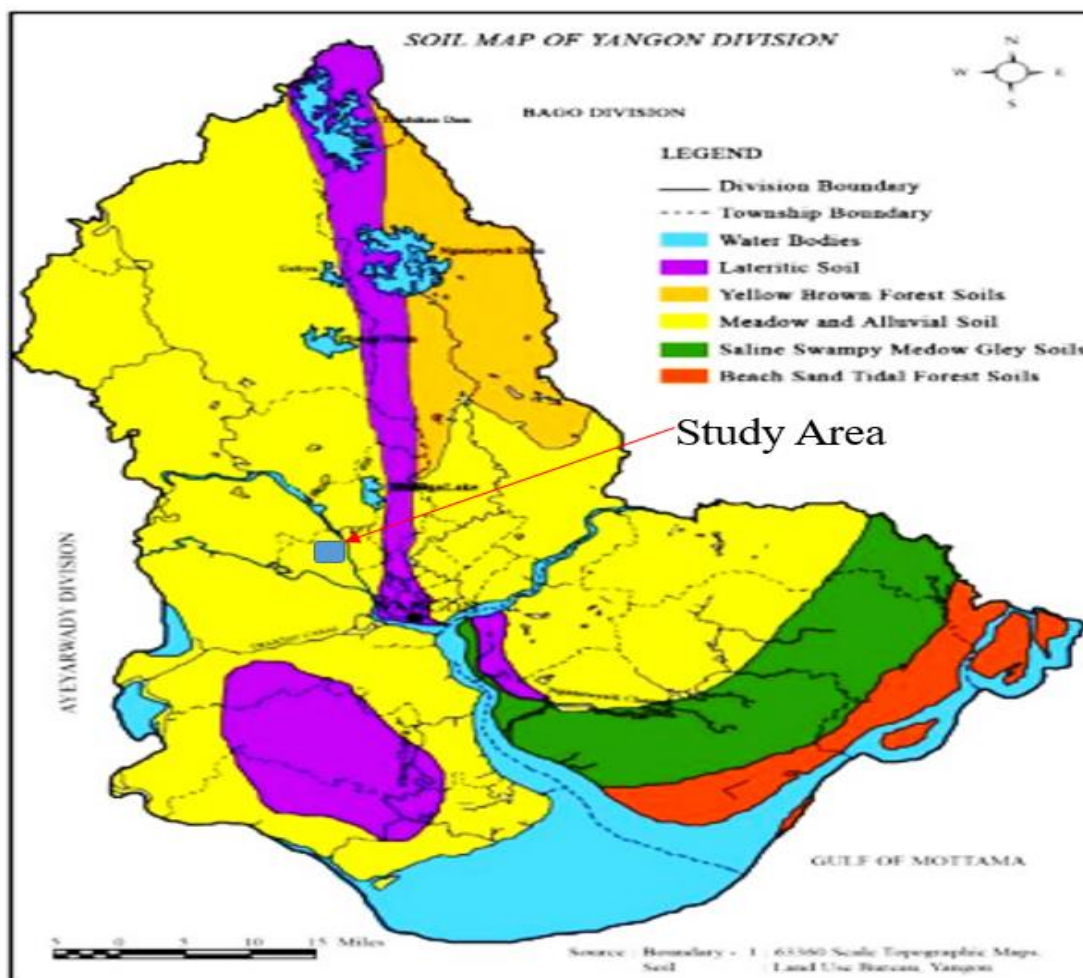 SOIL MAP OF YANGON DIVISION
N
W E
S
BAGO DIVISION
LEGEND
Division Boundary
Township Boundary
Water Bodies
Lateritic Soil
Yellow Brown Forest Soils
Meadow and Alluvial Soil
Saline Swampy Medow Gley Soils
Beach Sand Tidal Forest Soils
Dam
Dam
Study Area
Lake
AYEYARWADY DIVISION
GULF OF MOTTAMA
5 0 5 10 15 Miles
Source : Boundary - 1 : 63360 Scale Topographic Maps.
Soil : Land Use Bureau, Yangon